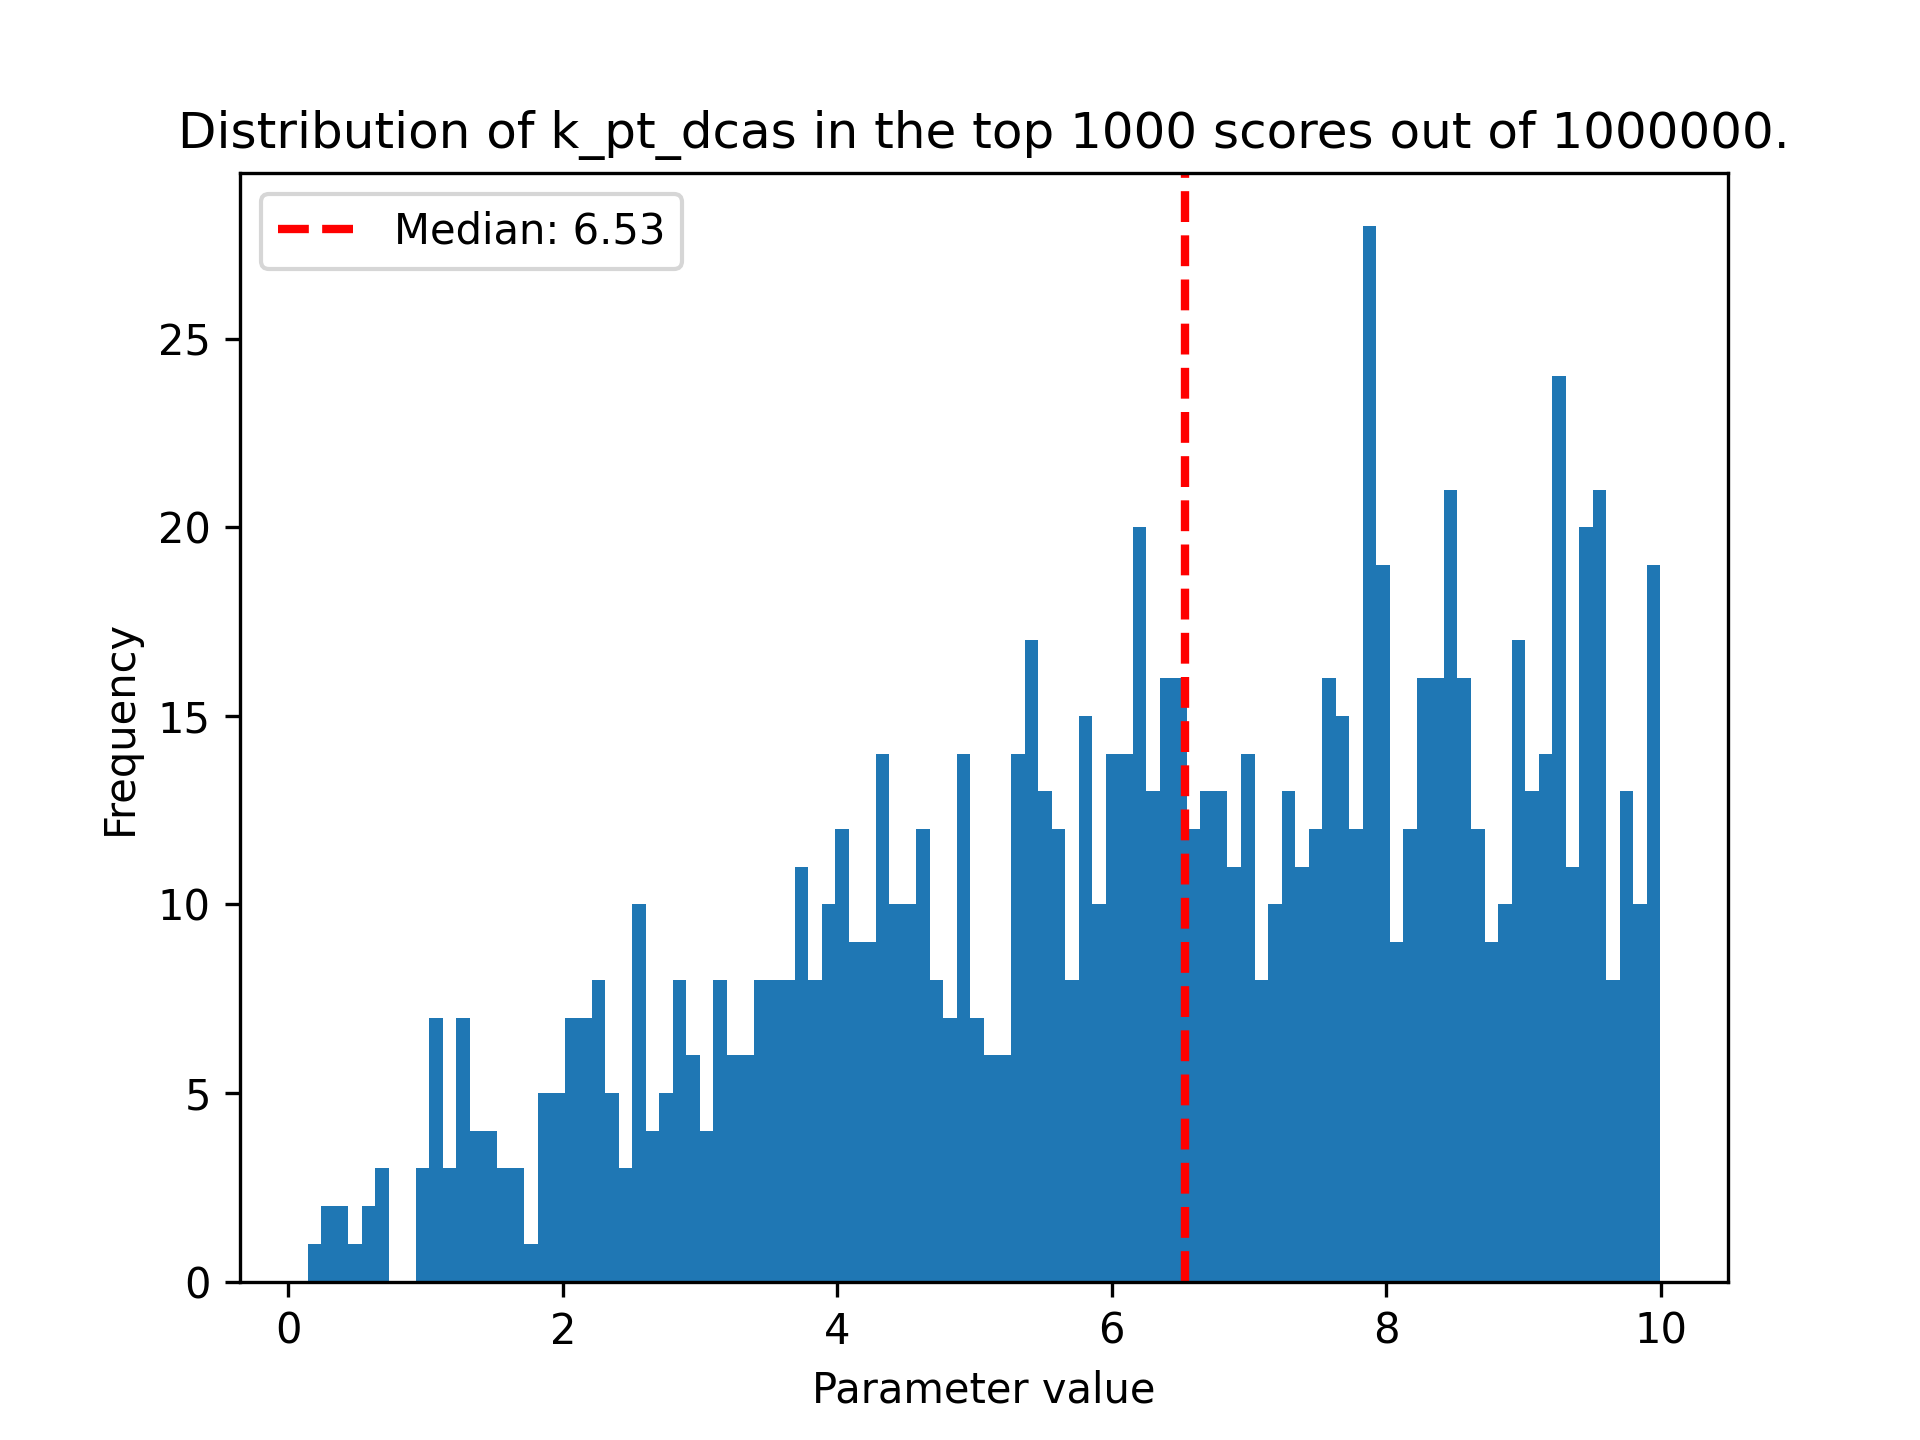 Distribution of k_pt_dcas in the top 1000 scores out of 1000000.
Median: 6.53
25
20
15
10
5
0
Frequency
0 2 4 6 8 10
Parameter value